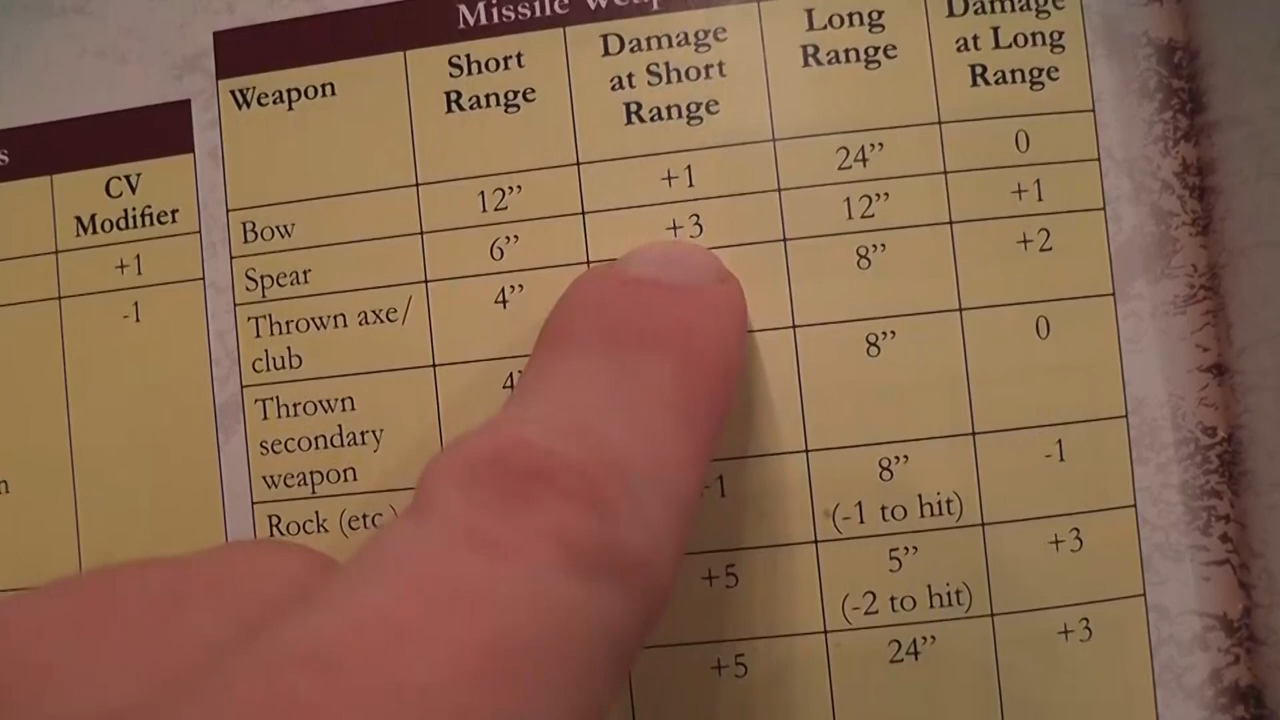 Missile
Weapon
Short
Range
Damage
at Short
Range
Long
Range
Damage
at Long
Range
Bow
12”
+1
24”
0
Spear
6”
+3
12”
+1
Thrown axe/
club
4”
8”
+2
Thrown
secondary
weapon
8”
0
Rock (etc
8”
(-1 to hit)
-1
+5
5”
(-2 to hit)
+3
+5
24”
+3
s
CV
Modifier
+1
-1
n